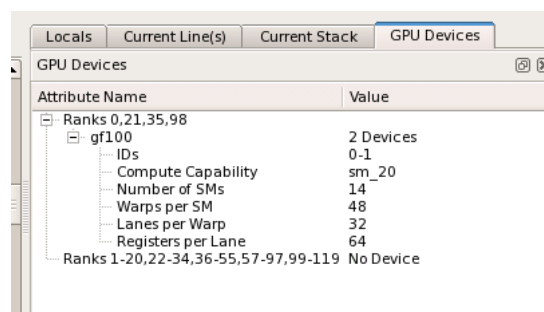 Locals Current Line(s) Current Stack GPU Devices
GPU Devices
Attribute Name Value
Ranks 0,21,35,98
gf100 2 Devices
IDs 0-1
Compute Capability sm_20
Number of SMs 14
Warps per SM 48
Lanes per Warp 32
Registers per Lane 64
Ranks 1-20,22-34,36-55,57-97,99-119 No Device